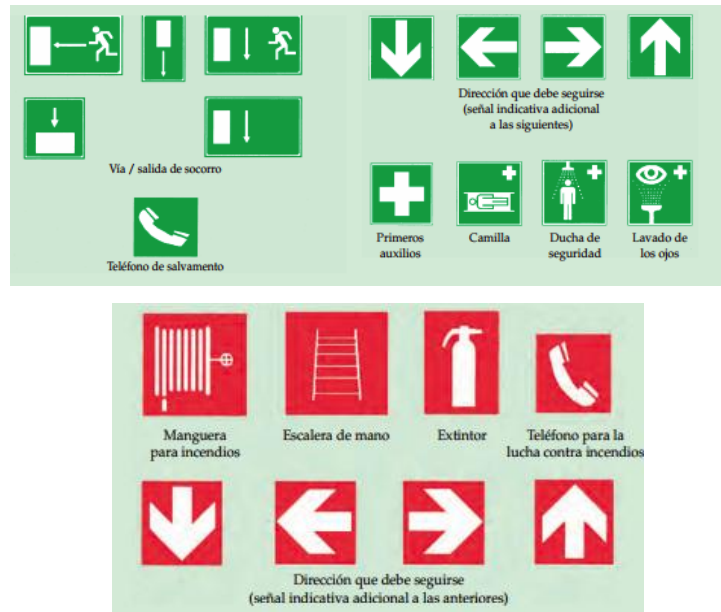 Vía / salida de socorro
Teléfono de salvamento
Dirección que debe seguirse
(señal indicativa adicional
a las siguientes)
Primeros
auxilios
Camilla
Ducha de
seguridad
Lavado de
los ojos
Manguera
para incendios
Escalera de mano
Extintor
Teléfono para la
lucha contra incendios
Dirección que debe seguirse
(señal indicativa adicional a las anteriores)